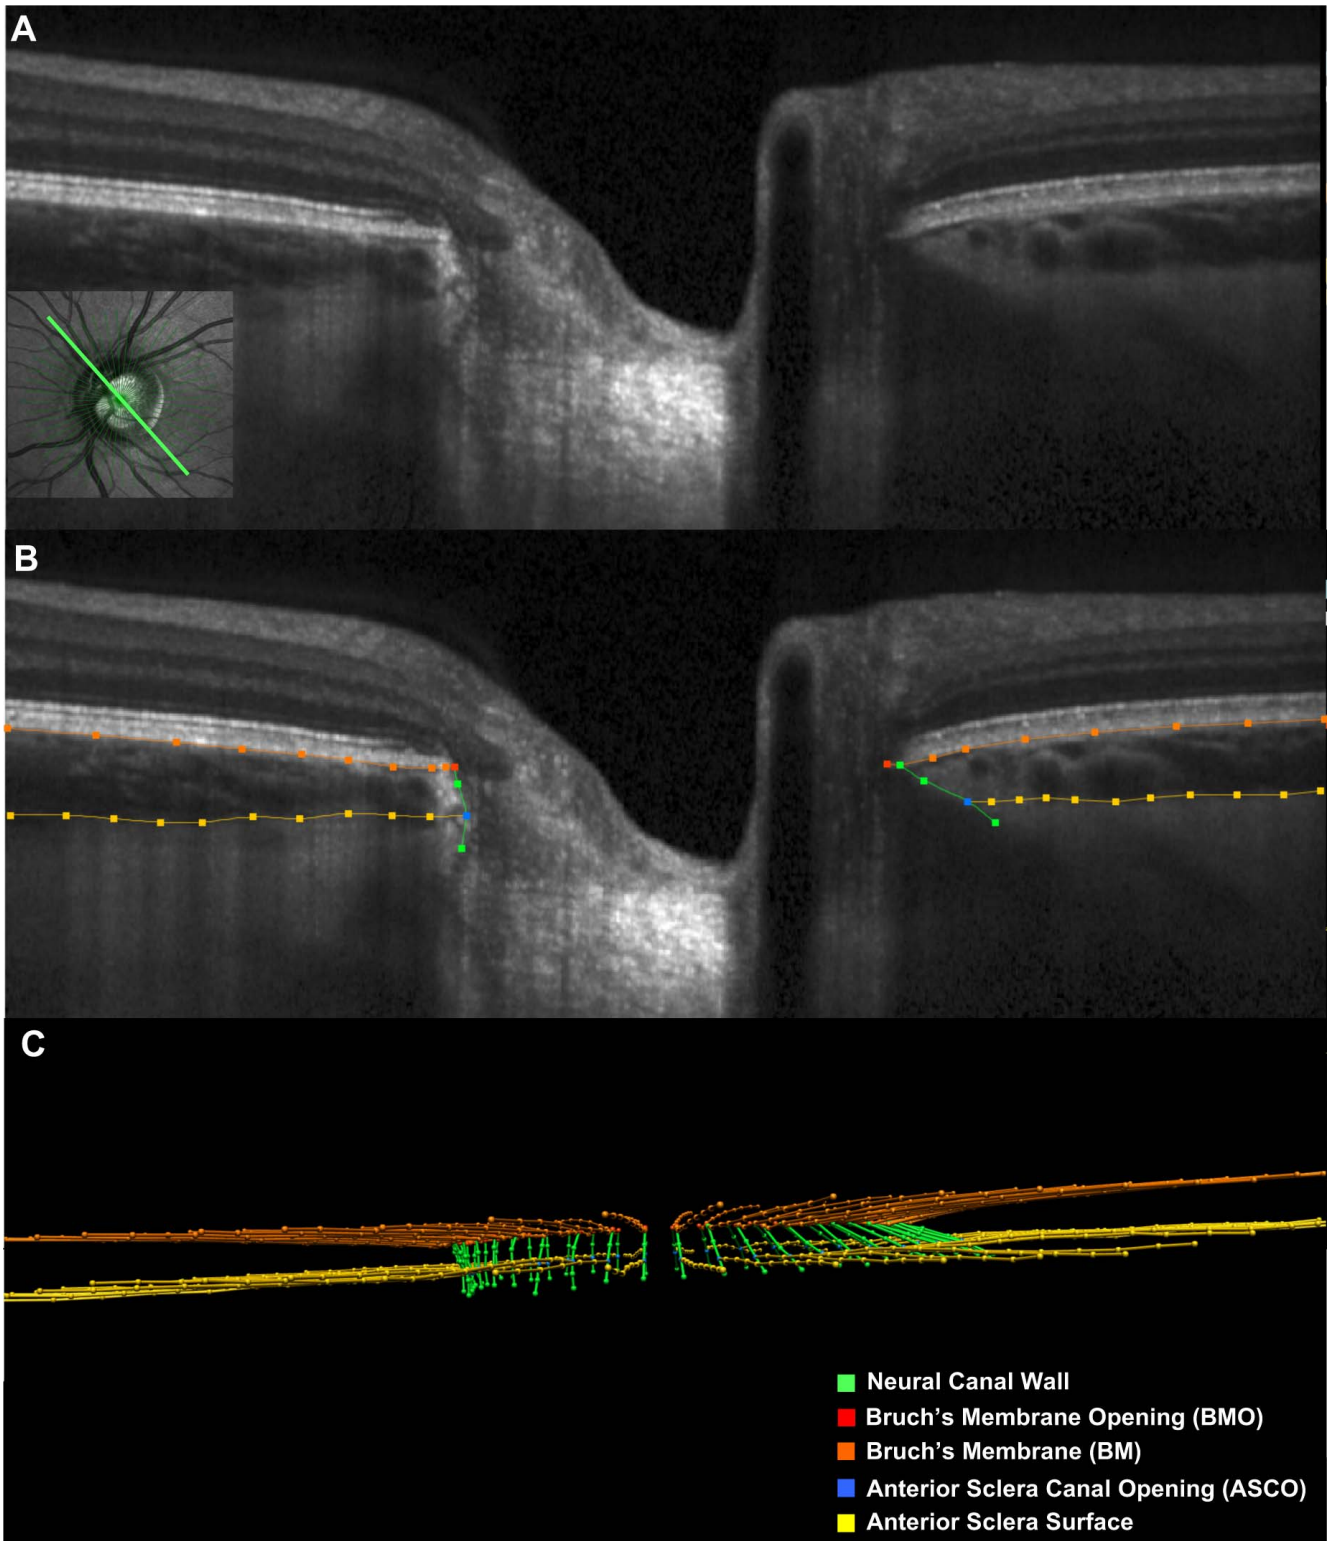 A
B
C
Neural Canal Wall
Bruch’s Membrane Opening (BMO)
Bruch’s Membrane (BM)
Anterior Sclera Canal Opening (ASCO)
Anterior Sclera Surface